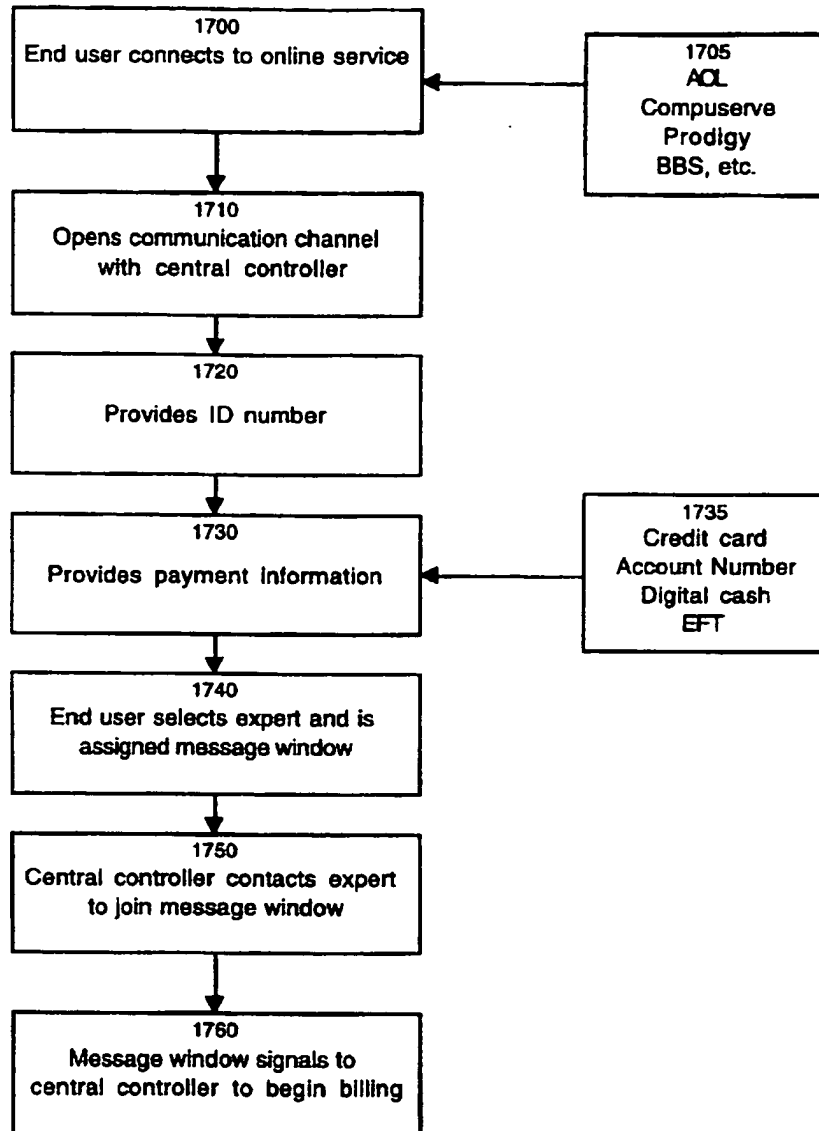 1700
End user connects to online service
1705
AOL
Compuserve
Prodigy
BBS, etc.
1710
Opens communication channel
with central controller
1720
Provides ID number
1730
Provides payment information
1735
Credit card
Account Number
Digital cash
EFT
1740
End user selects expert and is
assigned message window
1750
Central controller contacts expert
to join message window
1760
Message window signals to
central controller to begin billing